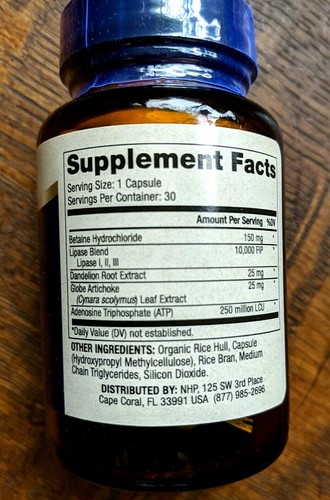 Supplement Facts
Serving Size: 1 Capsule
Servings Per Container: 30
Amount Per Serving %DV
Betaine Hydrochloride 150 mg *
Lipase Blend 10,000 FIP *
Lipase I, II, III
Dandelion Root Extract 25 mg *
Globe Artichoke 25 mg *
(Cynara scolymus) Leaf Extract
Adenosine Triphosphate (ATP) 250 million LCU *
*Daily Value (DV) not established.
OTHER INGREDIENTS: Organic Rice Hull, Capsule
(Hydroxypropyl Methylcellulose), Rice Bran, Medium
Chain Triglycerides, Silicon Dioxide.
DISTRIBUTED BY: NHP, 125 SW 3rd Place
Cape Coral, FL 33991 USA (877) 985-2696